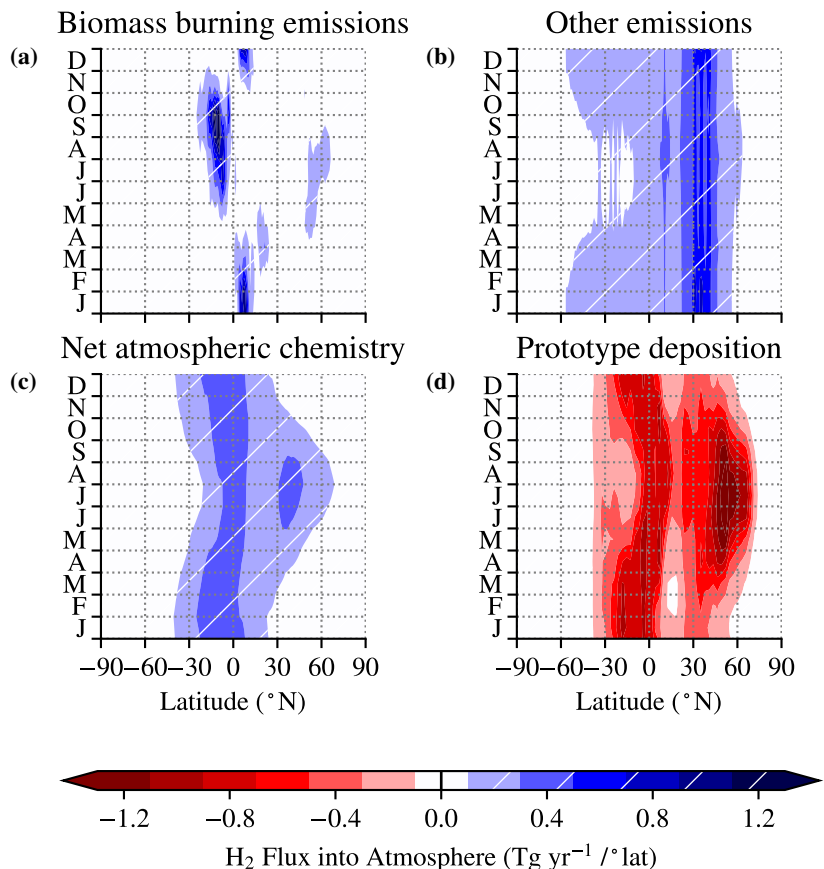 Biomass burning emissions
Other emissions
(a)
D
N
O
S
A
J
J
M
A
M
F
J
(b)
D
N
O
S
A
J
J
M
A
M
F
J
Net atmospheric chemistry
Prototype deposition
(c)
D
N
O
S
A
J
J
M
A
M
F
J
−90 −60 −30 0 30 60 90
Latitude (°N)
(d)
D
N
O
S
A
J
J
M
A
M
F
J
−90 −60 −30 0 30 60 90
Latitude (°N)
−1.2 −0.8 −0.4 0.0 0.4 0.8 1.2
H₂ Flux into Atmosphere (Tg yr⁻¹ /°lat)